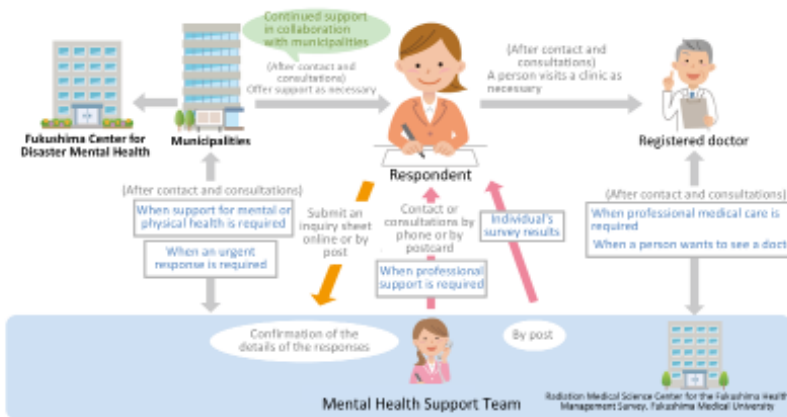 Continued support
in collaboration
with municipalities
(After contact and
consultations)
Offer support as necessary
(After contact and
consultations)
A person visits a clinic as
necessary
Fukushima Center for
Disaster Mental Health
Municipalities
Respondent
Registered doctor
(After contact and consultations)
When support for mental or
physical health is required
When an urgent
response is required
Submit an
inquiry sheet
online or by
post
Contact or
consultations by
phone or by
postcard
When professional
support is required
Individual's
survey results
(After contact and consultations)
When professional medical care is
required
When a person wants to see a doct
Confirmation of the
details of the responses
By post
Mental Health Support Team
Radiation Medical Science Center for the Fukushima Health
Management Survey, Fukushima Medical University